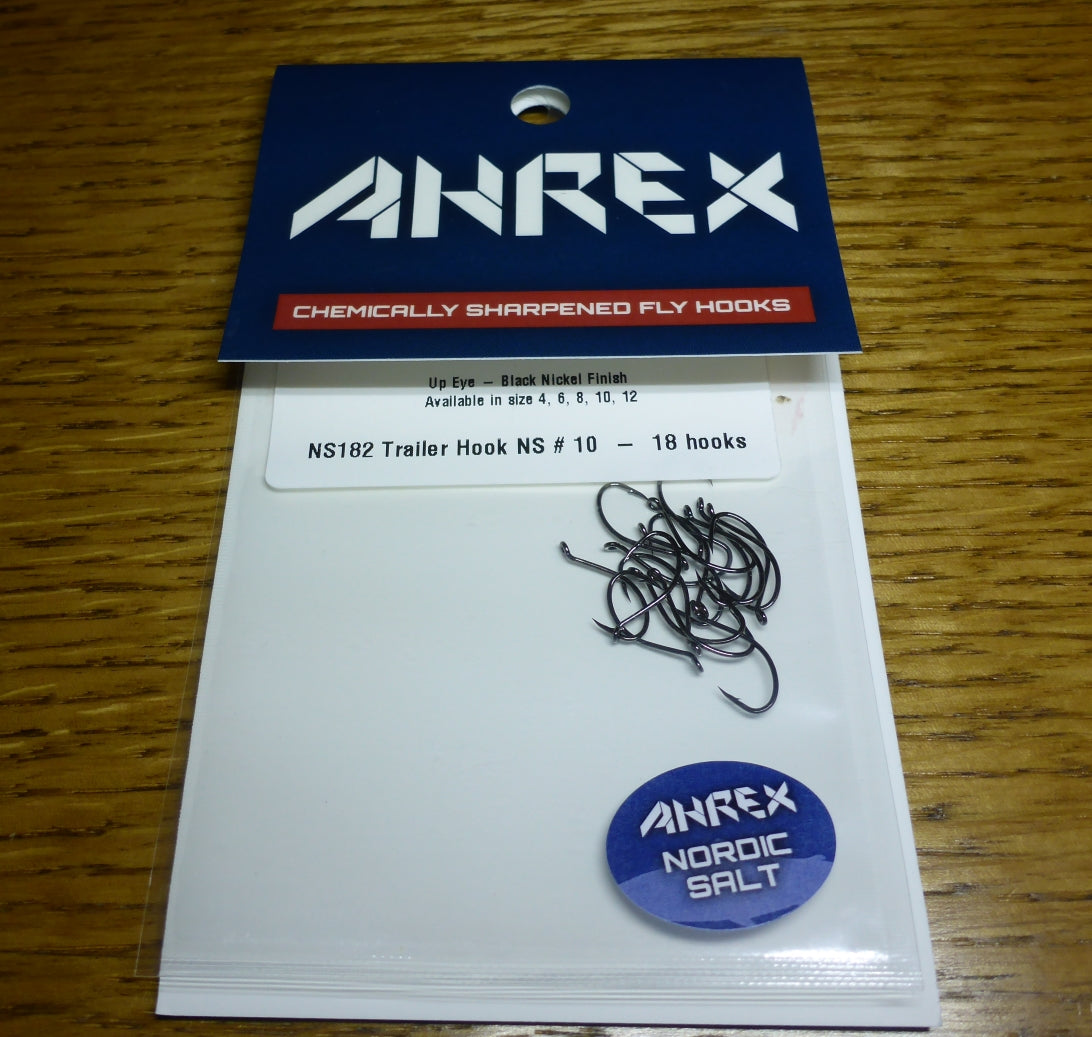 AHREX
CHEMICALLY SHARPENED FLY HOOKS
Up Eye – Black Nickel Finish
Available in size 4, 6, 8, 10, 12
NS182 Trailer Hook NS # 10 – 18 hooks
AHREX
NORDIC
SALT